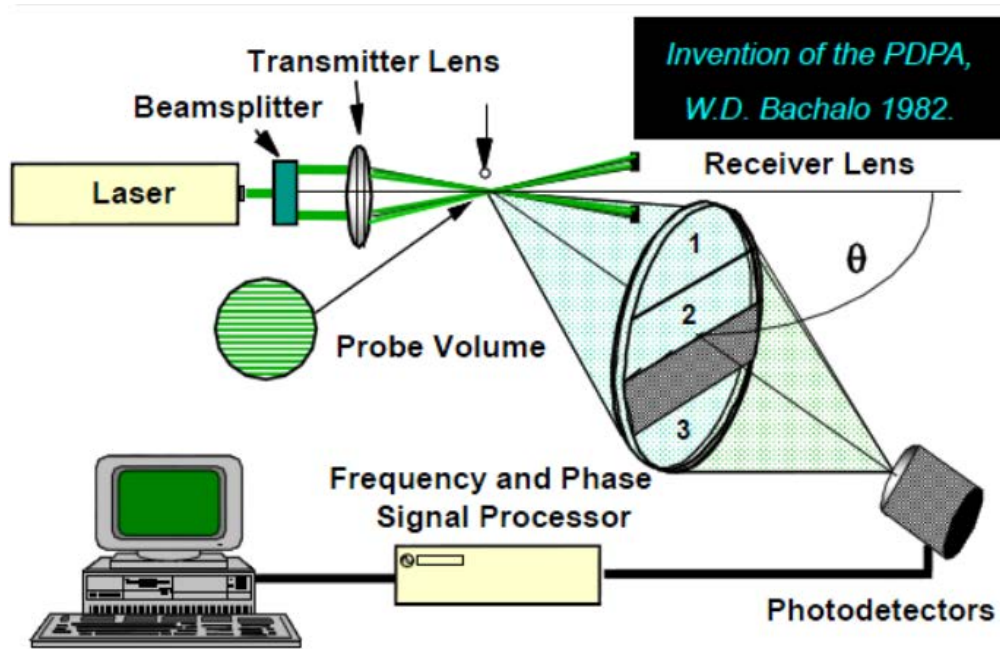 Invention of the PDPA,
W.D. Bachalo 1982.
Transmitter Lens
Beamsplitter
Receiver Lens
Laser
1
θ
2
Probe Volume
3
Frequency and Phase
Signal Processor
Photodetectors